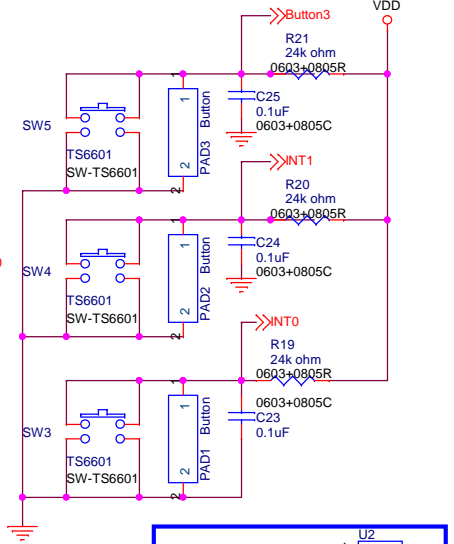 VDD
Button3
R21
24k ohm
0603+0805R
1
1
Button
C25
0.1uF
0603+0805C
SW5
TS6601
SW-TS6601
2
PAD3
2
INT1
R20
24k ohm
0603+0805R
1
1
Button
C24
0.1uF
0603+0805C
SW4
TS6601
SW-TS6601
2
PAD2
2
INT0
R19
24k ohm
0603+0805R
1
1
Button
0603+0805C
C23
0.1uF
SW3
TS6601
SW-TS6601
2
PAD1
2
U2